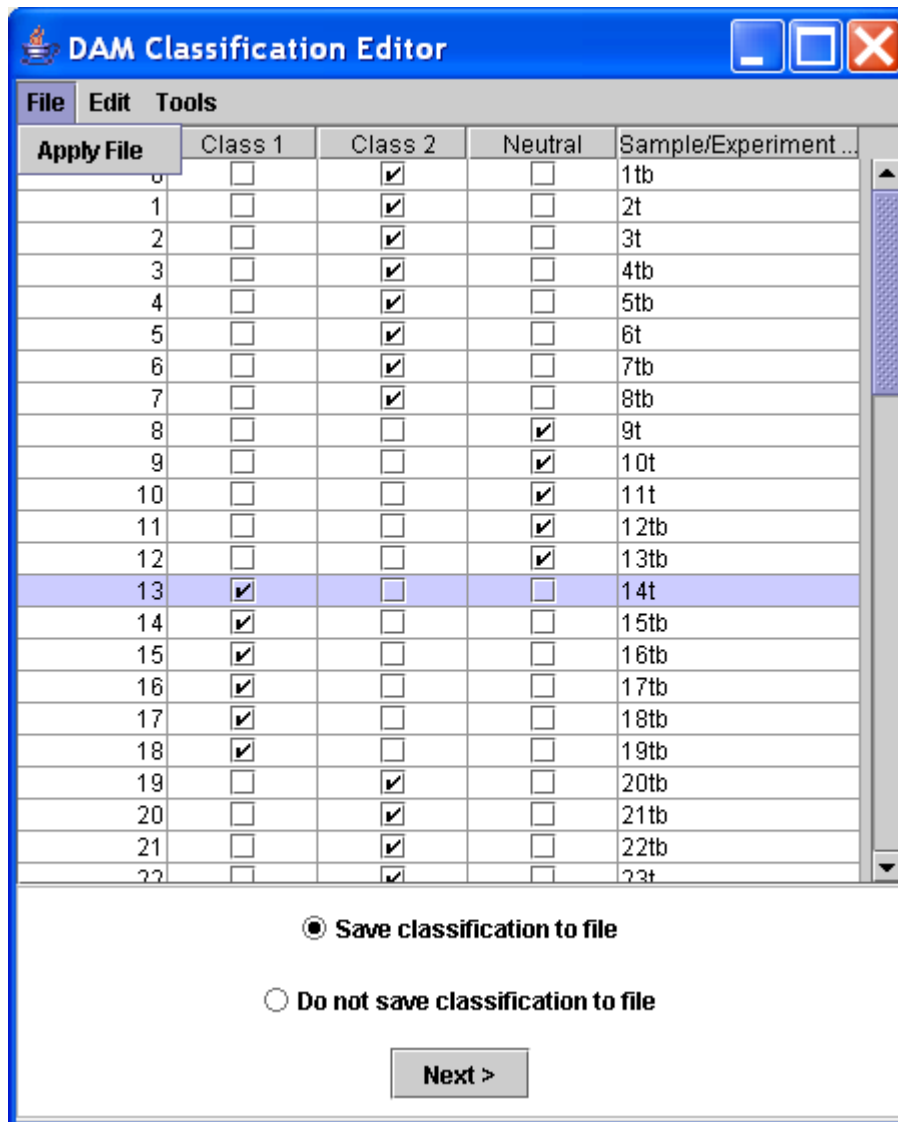 DAM Classification Editor
File Edit Tools
Apply File Class 1 Class 2 Neutral Sample/Experiment ...
0 1tb
1 2t
2 3t
3 4tb
4 5tb
5 6t
6 7tb
7 8tb
8 9t
9 10t
10 11t
11 12tb
12 13tb
13 14t
14 15tb
15 16tb
16 17tb
17 18tb
18 19tb
19 20tb
20 21tb
21 22tb
22 23t
Save classification to file
Do not save classification to file
Next >